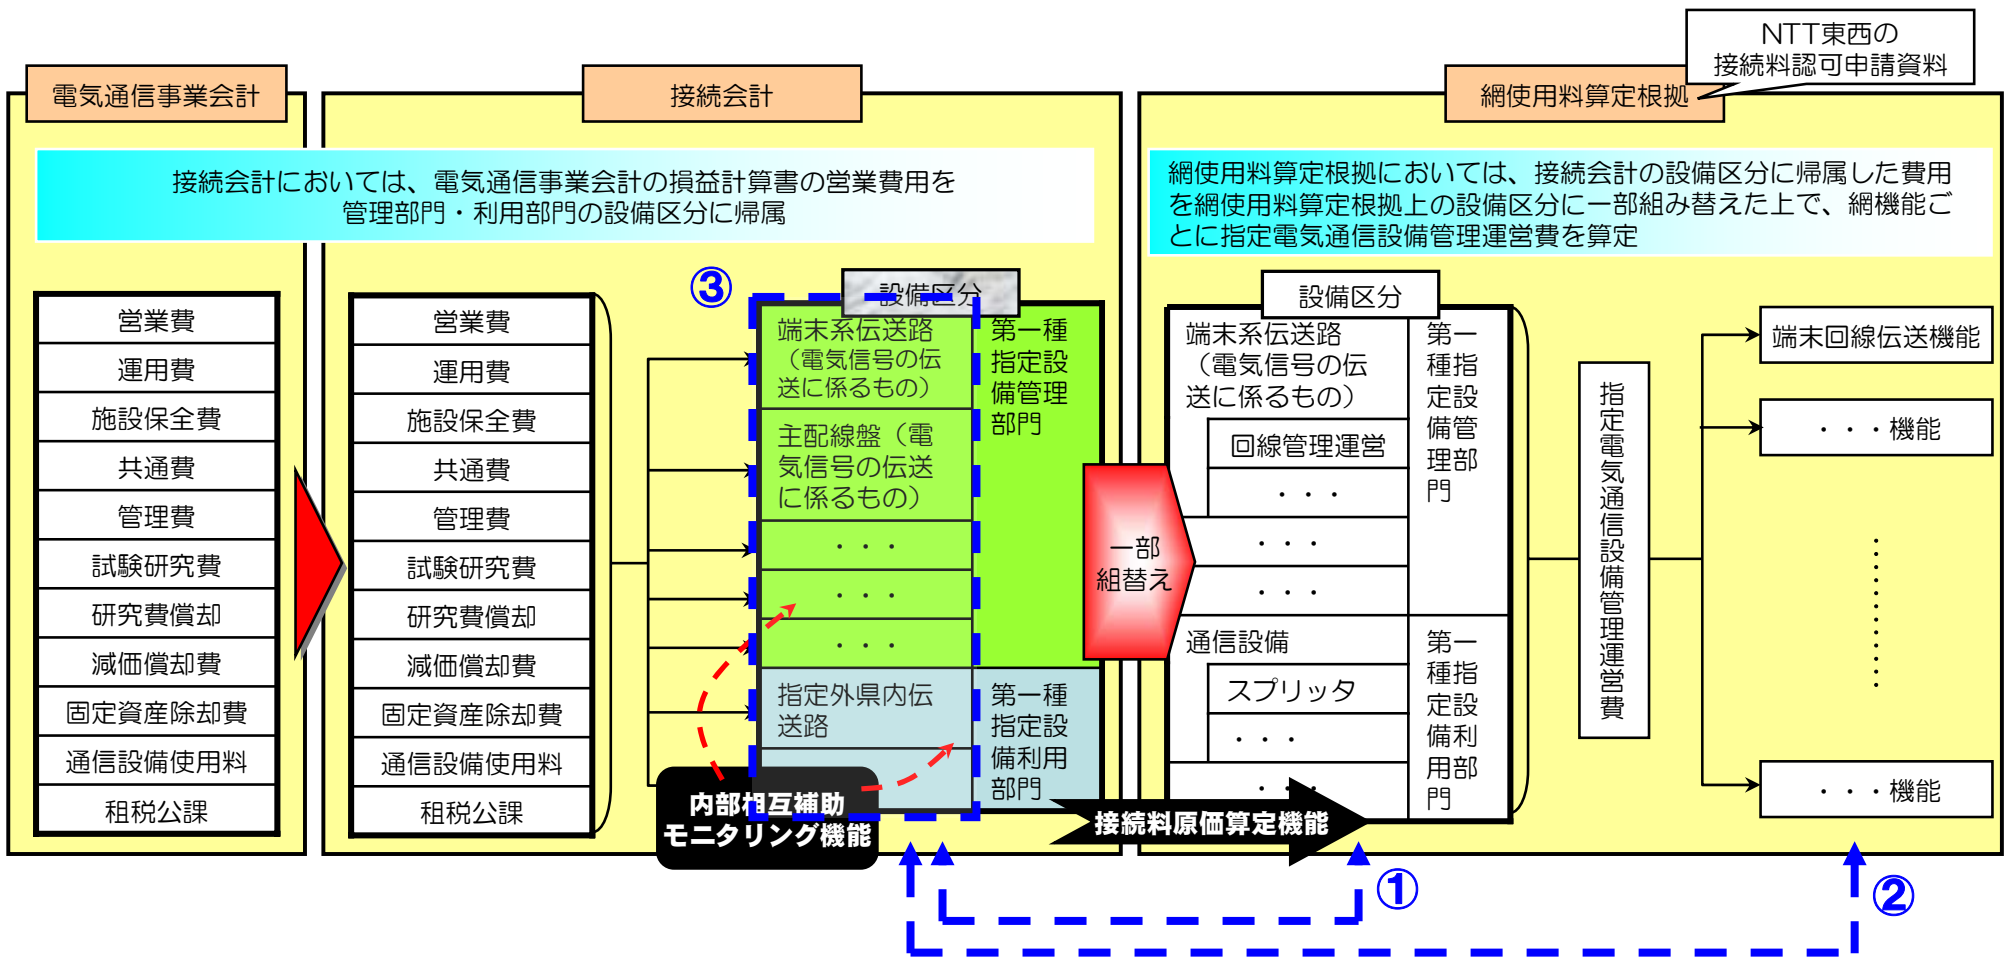 NTT東西の
接続料認可申請資料
電気通信事業会計
接続会計
網使用料算定根拠
接続会計においては、電気通信事業会計の損益計算書の営業費用を
管理部門・利用部門の設備区分に帰属
網使用料算定根拠においては、接続会計の設備区分に帰属した費用
を網使用料算定根拠上の設備区分に一部組み替えた上で、網機能ご
とに指定電気通信設備管理運営費を算定
営業費
運用費
施設保全費
共通費
管理費
試験研究費
研究費償却
減価償却費
固定資産除却費
通信設備使用料
租税公課
営業費
運用費
施設保全費
共通費
管理費
試験研究費
研究費償却
減価償却費
固定資産除却費
通信設備使用料
租税公課
③
設備区分
端末系伝送路
（電気信号の伝
送に係るもの）
主配線盤（電
気信号の伝送
に係るもの）
・・・
・・・
・・・
第一種
指定設
備管理
部門
指定外県内伝
送路
第一種
指定設
備利用
部門
内部相互補助
モニタリング機能
一部
組替え
接続料原価算定機能
設備区分
端末系伝送路
（電気信号の伝
送に係るもの）
回線管理運営
・・・
・・・
・・・
第一
種指
定設
備管
理部
門
通信設備
スプリッタ
・・・
・・・
第一
種指
定設
備利
用部
門
指定電気通信設備管理運営費
端末回線伝送機能
・・・機能
・・・・・・・・・・・・
・・・機能
①
②